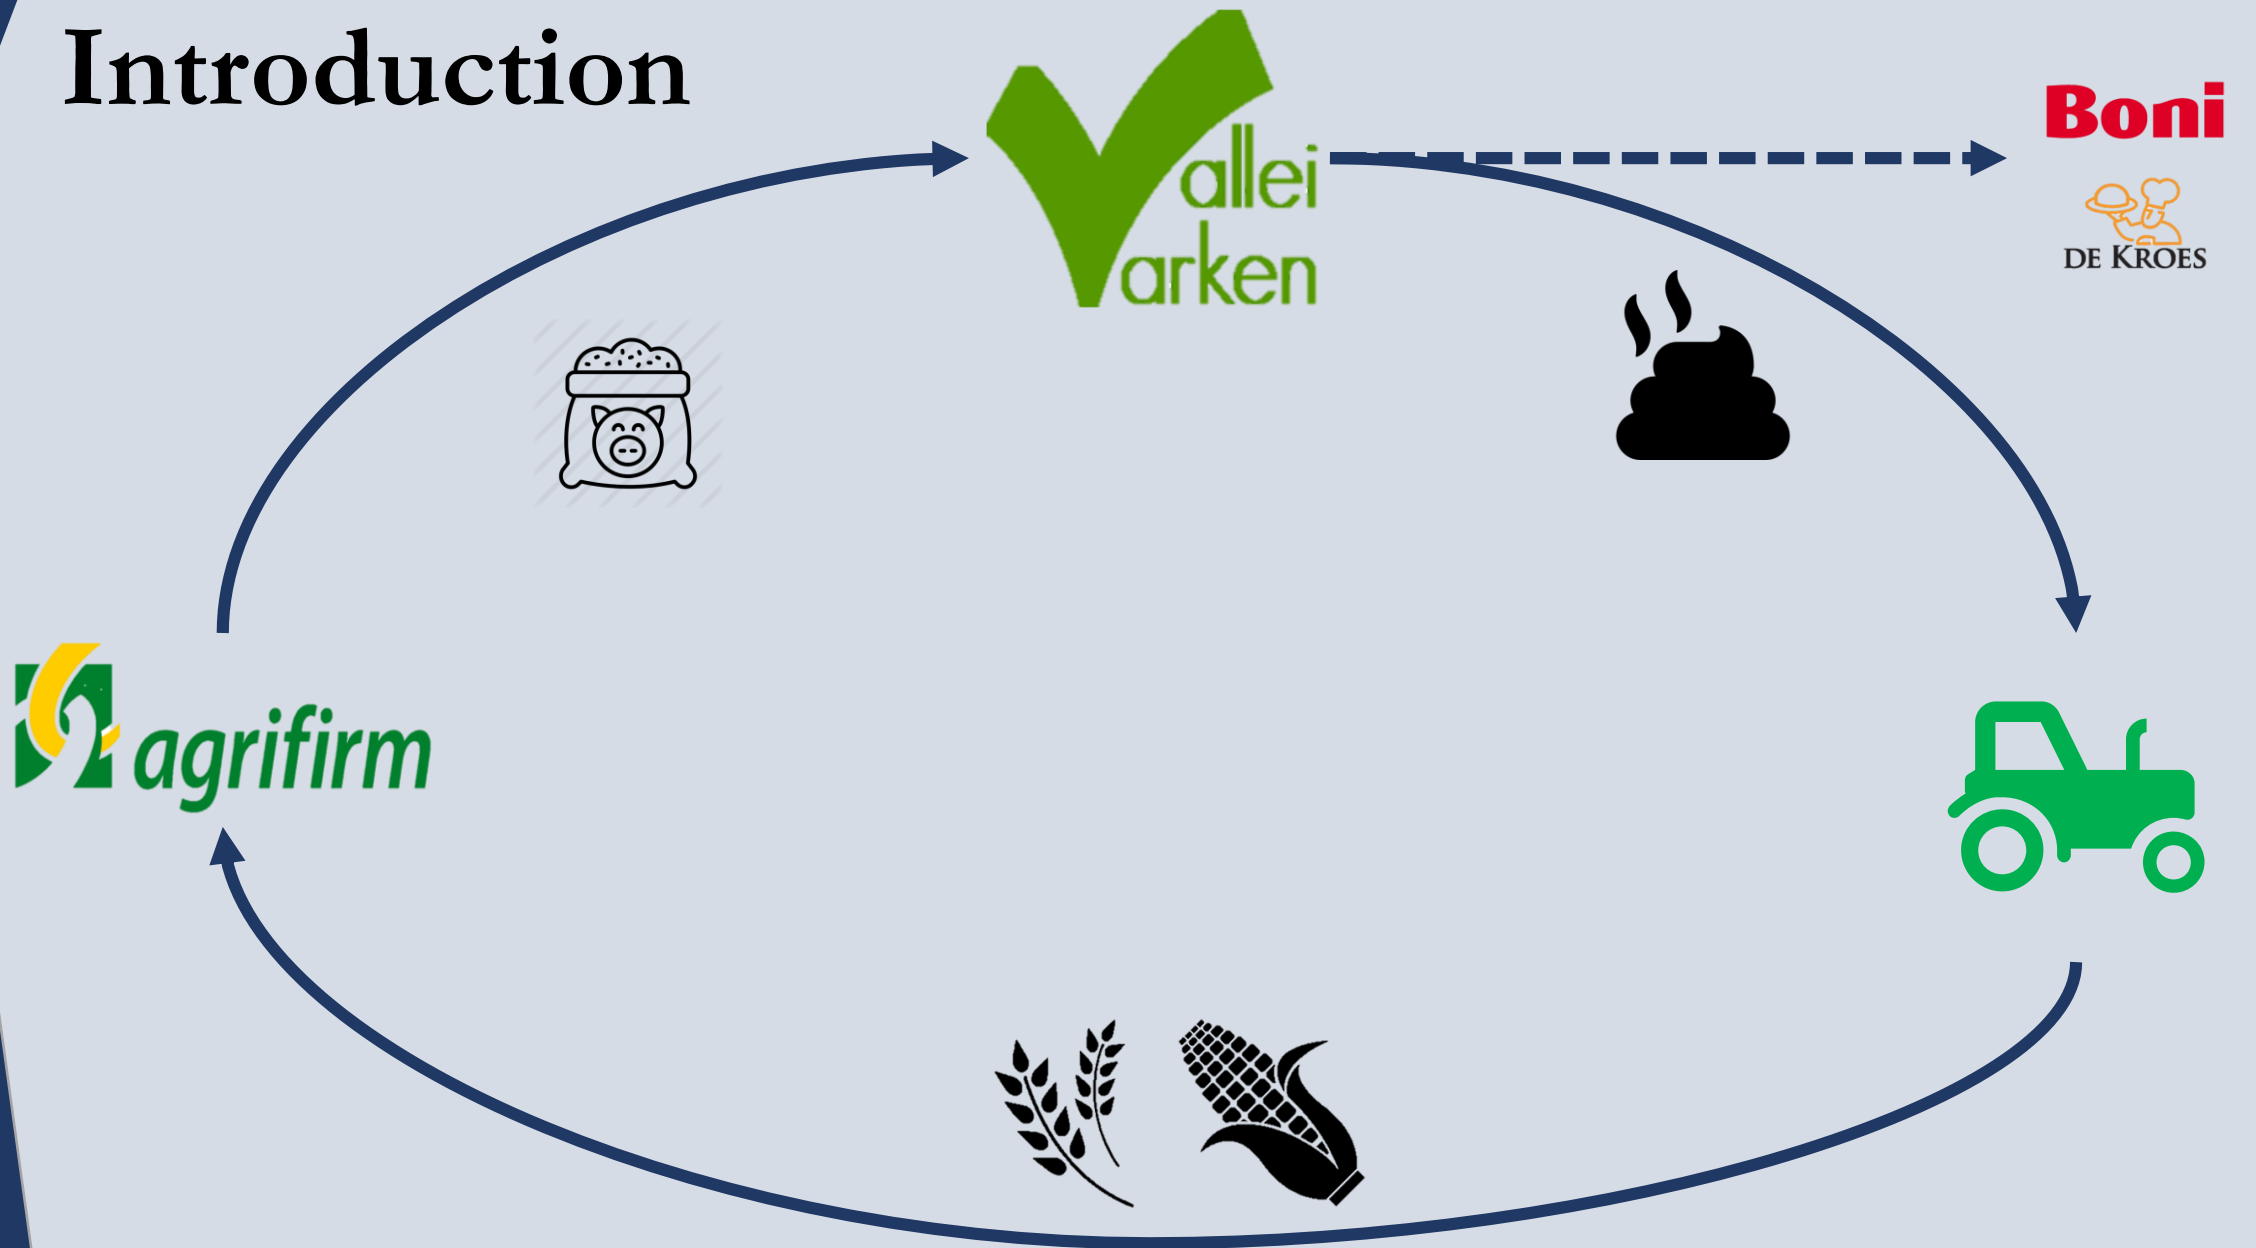 Introduction
Vallei
Varken
Boni
DE KROES
agrifirm